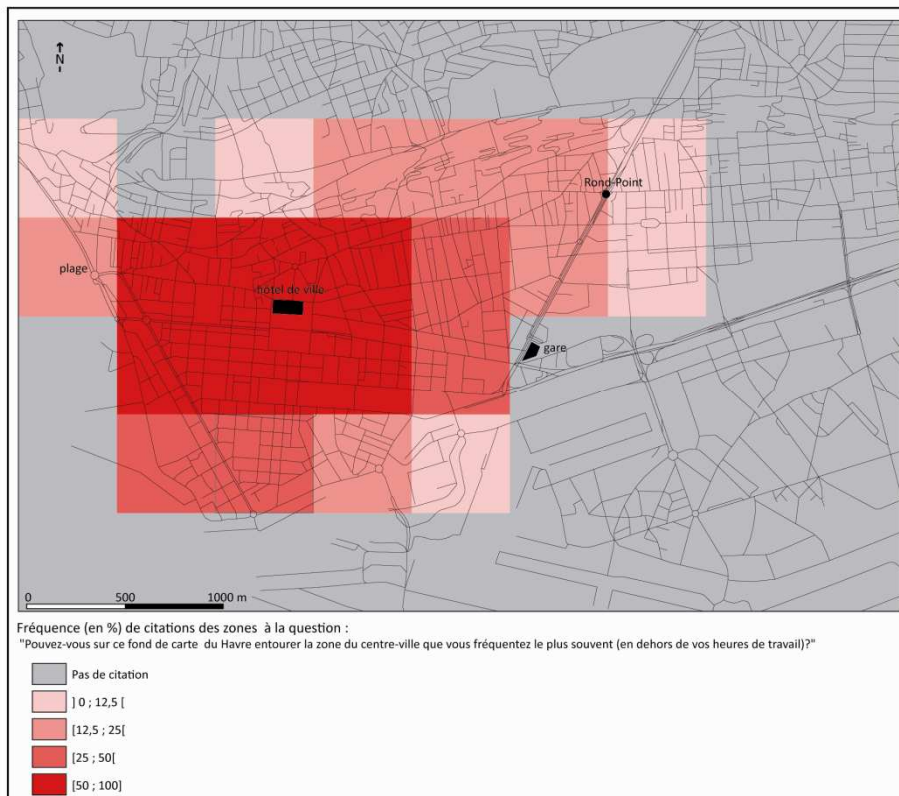 N
Rond-Point
plage
hôtel de ville
gare
0 500 1000 m
Fréquence (en %) de citations des zones à la question :
"Pouvez-vous sur ce fond de carte du Havre entourer la zone du centre-ville que vous fréquentez le plus souvent (en dehors de vos heures de travail)?"
Pas de citation
] 0 ; 12,5 [
[12,5 ; 25[
[25 ; 50[
[50 ; 100]